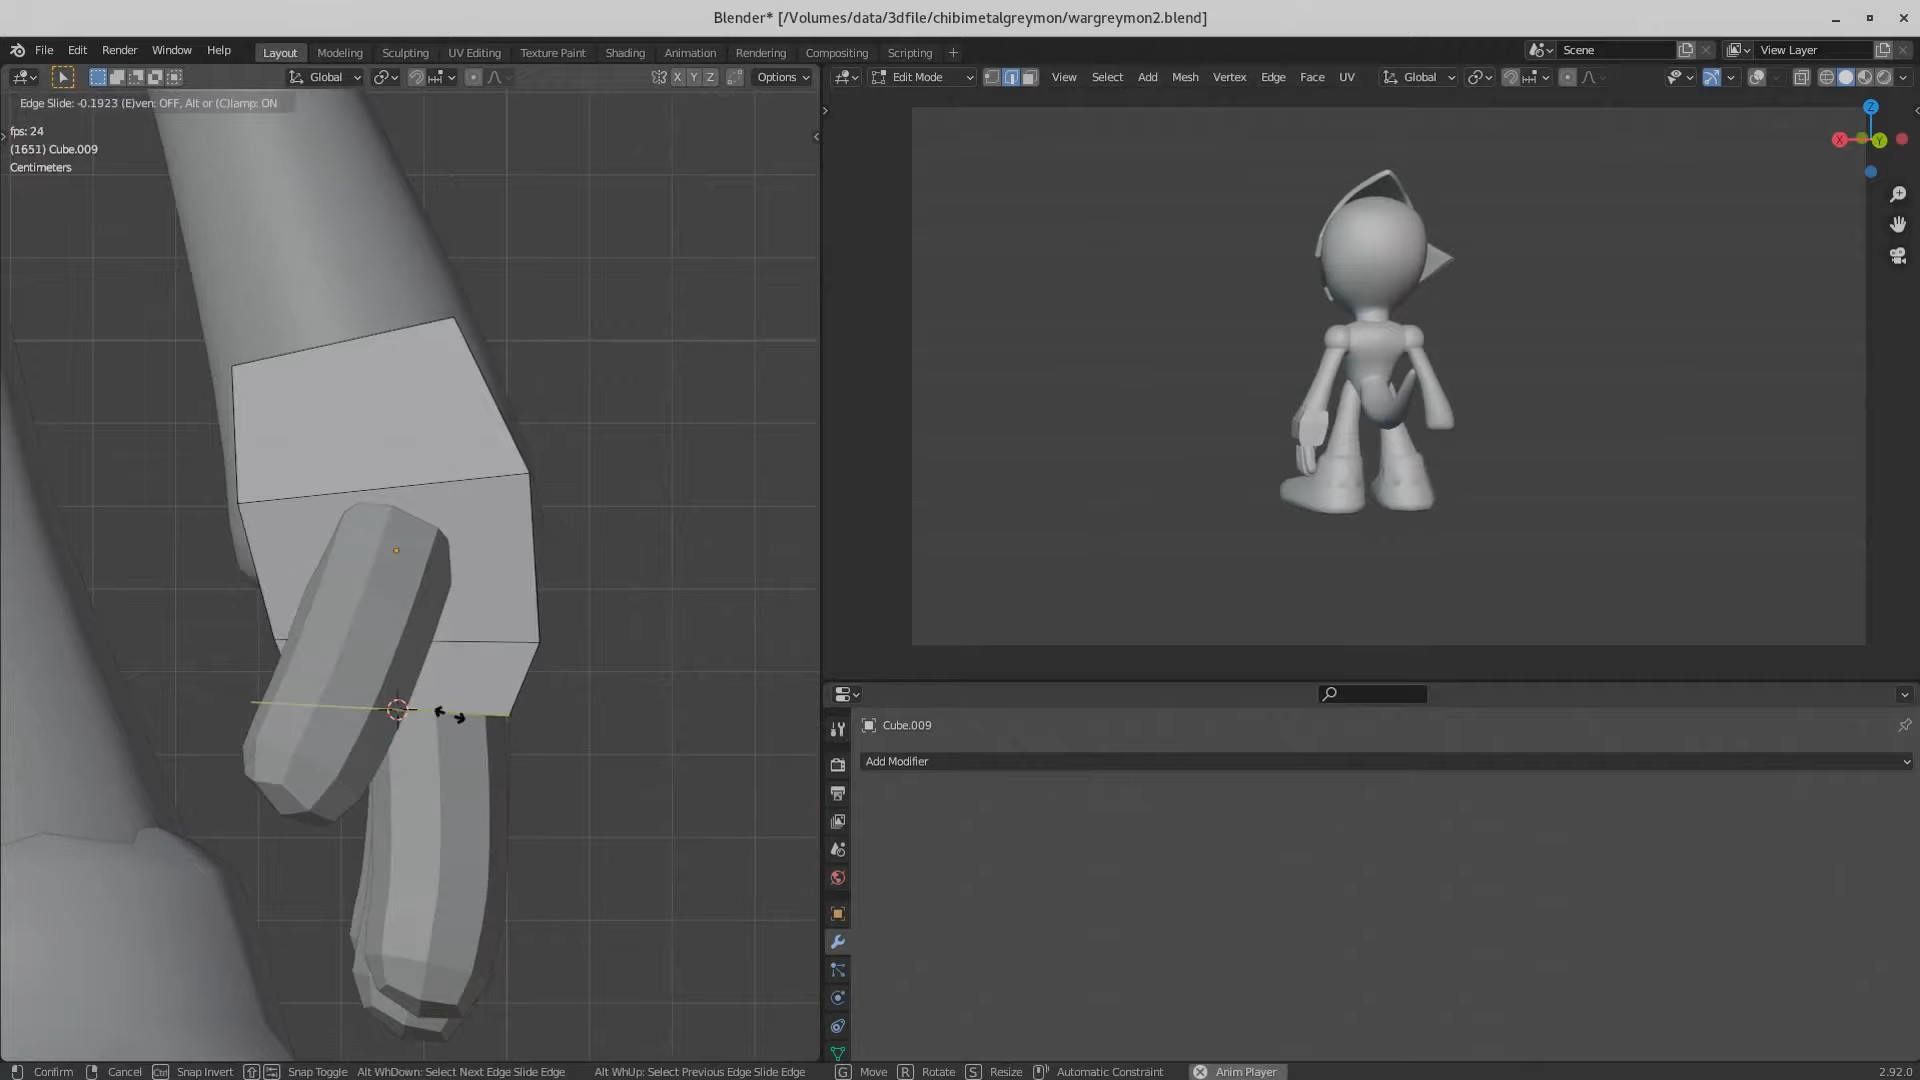 Blender* [/Volumes/data/3dfile/chibimetalgreymon/wargreymon2.blend]
File Edit Render Window Help
Layout Modeling Sculpting UV Editing Texture Paint Shading Animation Rendering Compositing Scripting +
Scene
View Layer
Global
X Y Z
Options
Edit Mode
View Select Add Mesh Vertex Edge Face UV
Global
Edge Slide: -0.1923 (E)ven: OFF, Alt or (C)lamp: ON
fps: 24
(1651) Cube.009
Centimeters
Z
X
Y
Cube.009
Add Modifier
Confirm Cancel Ctrl Snap Invert Snap Toggle Alt WhDown: Select Next Edge Slide Edge Alt WhUp: Select Previous Edge Slide Edge G Move R Rotate S Resize Automatic Constraint Anim Player 2.92.0